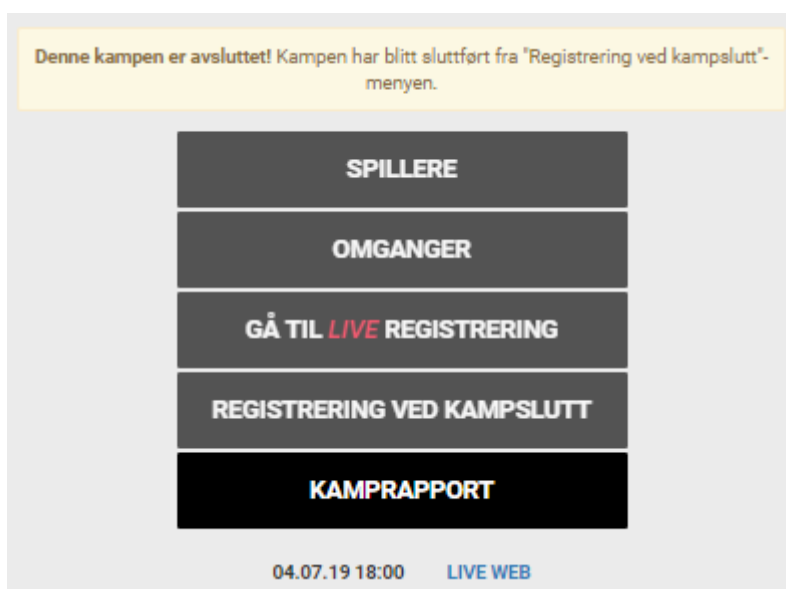 Denne kampen er avsluttet! Kampen har blitt sluttført fra "Registrering ved kampslutt"-
menyen.
SPILLERE
OMGANGER
GÅ TIL LIVE REGISTRERING
REGISTRERING VED KAMPSLUTT
KAMPRAPPORT
04.07.19 18:00 LIVE WEB